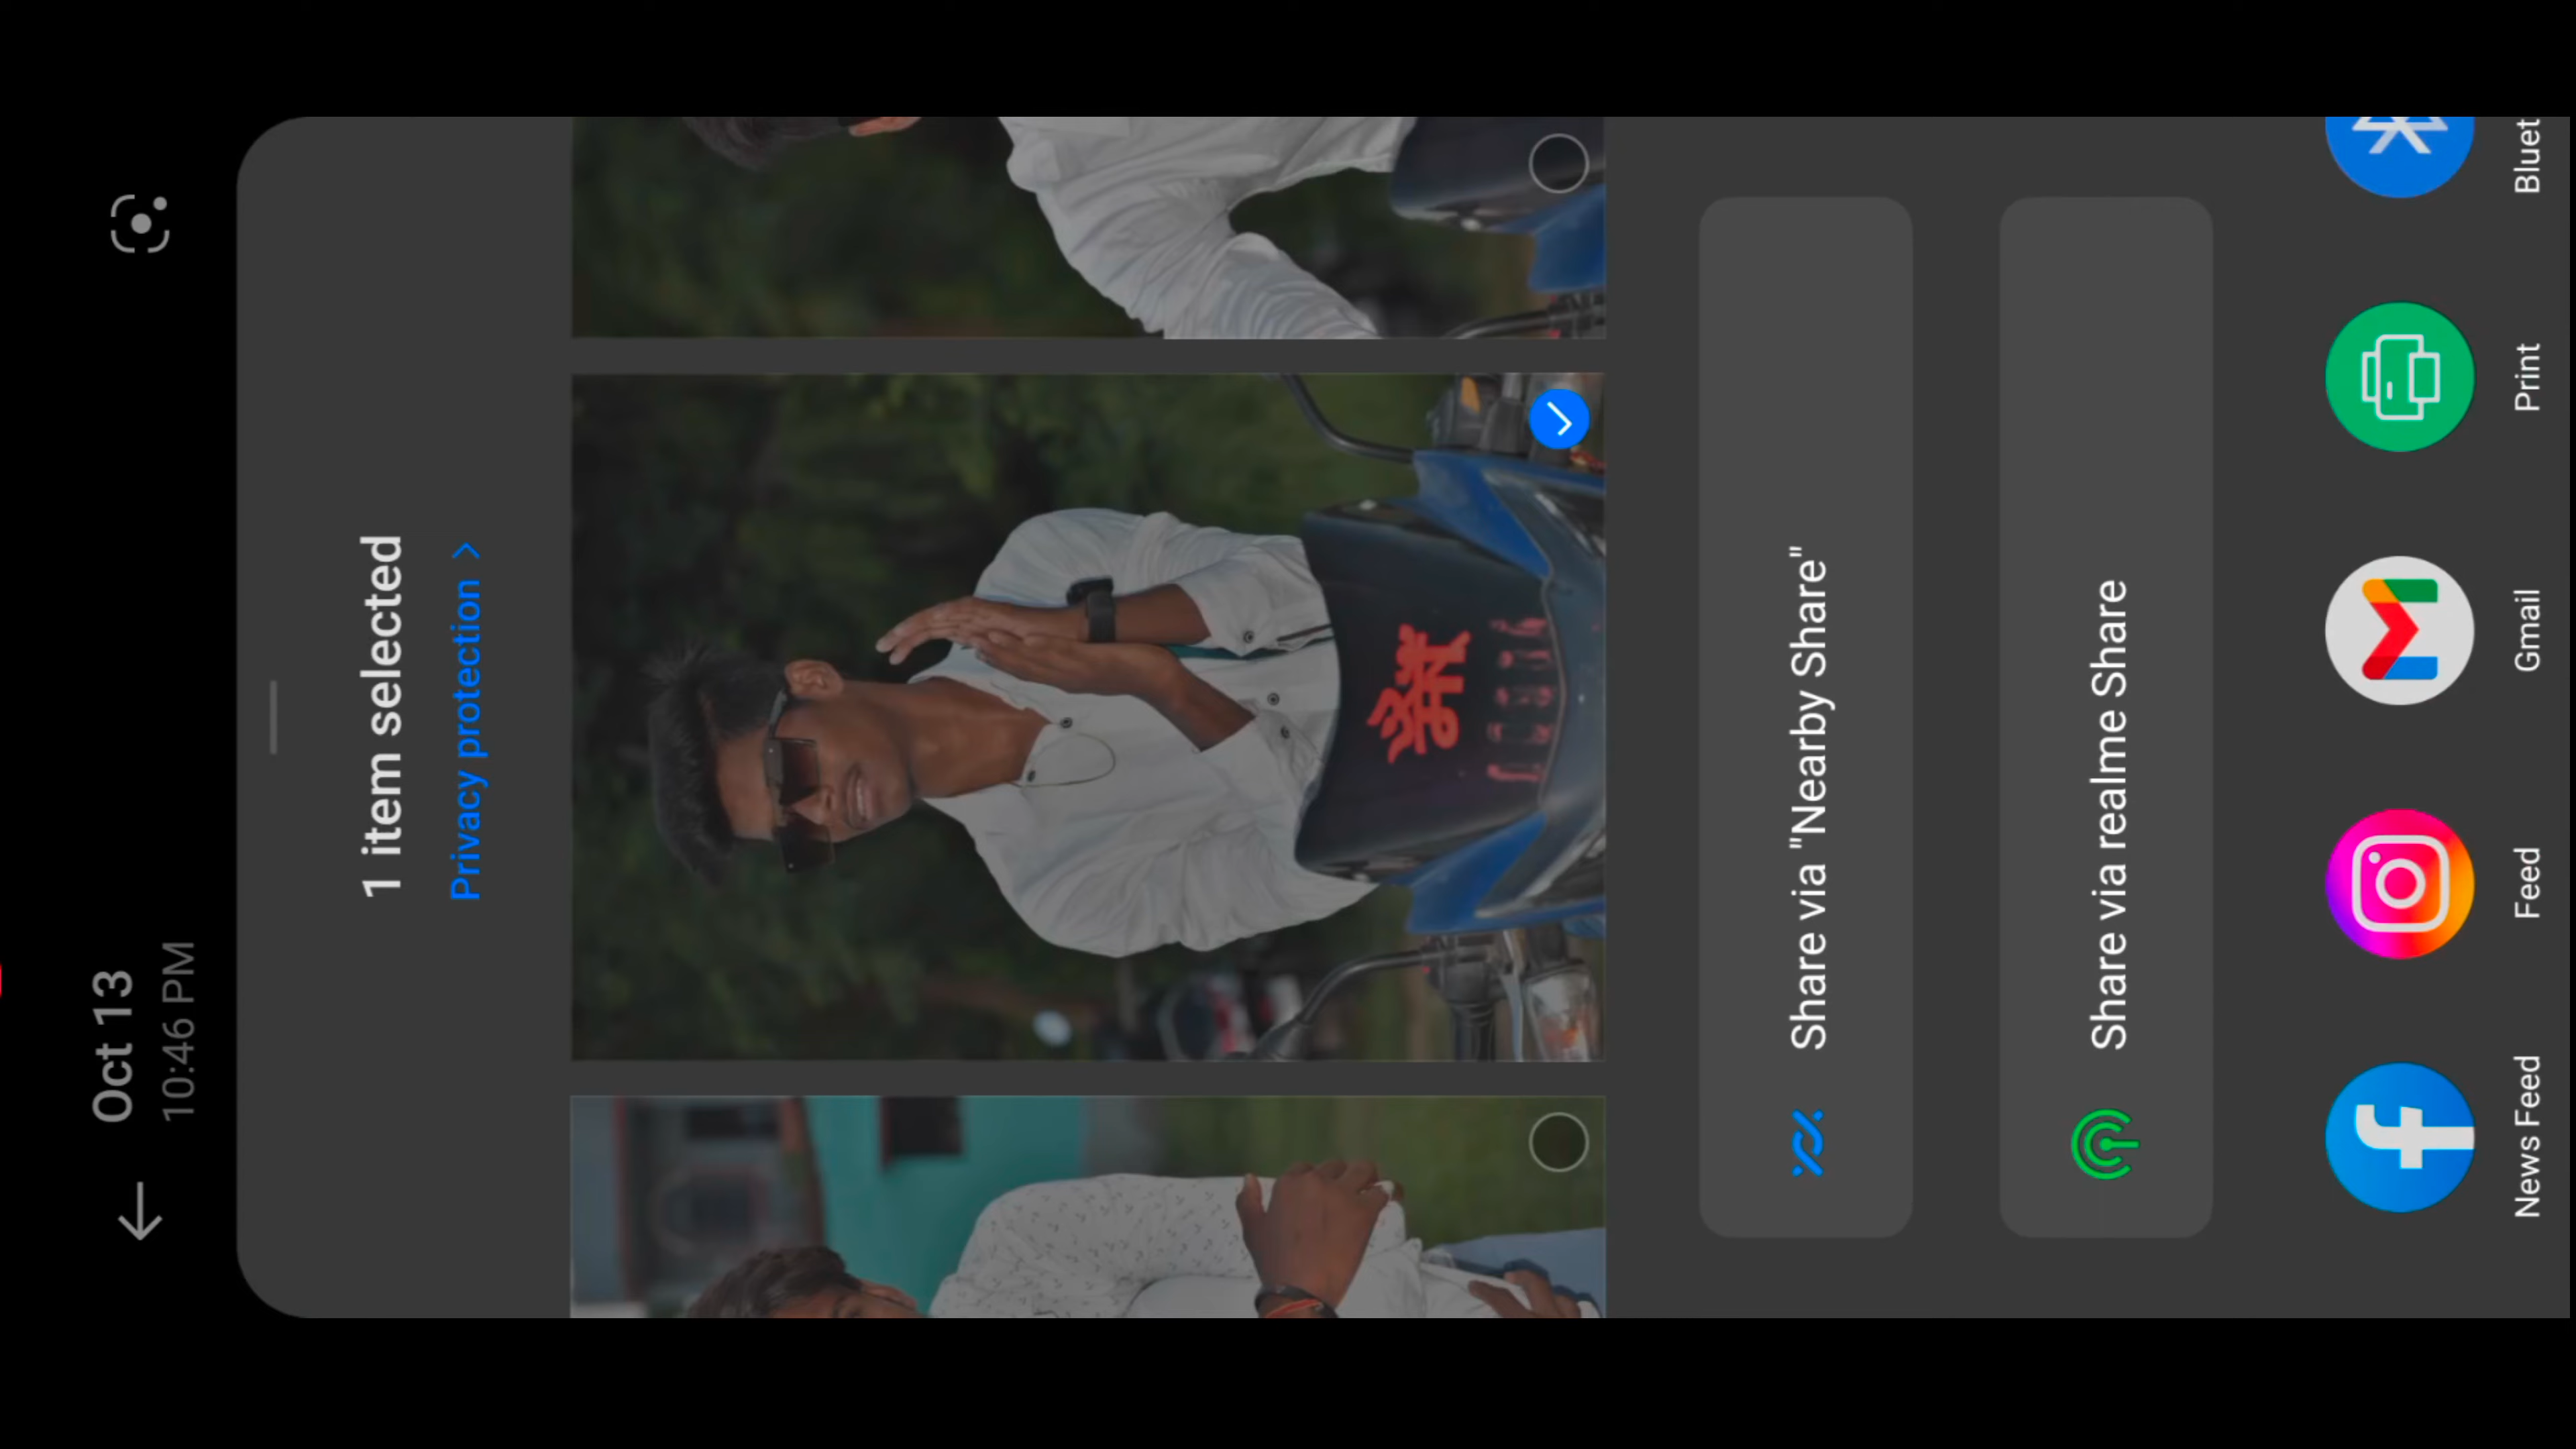 Oct 13
10:46 PM
1 item selected
Privacy protection >
Share via "Nearby Share"
Share via realme Share
News Feed
Feed
Gmail
Print
Bluet